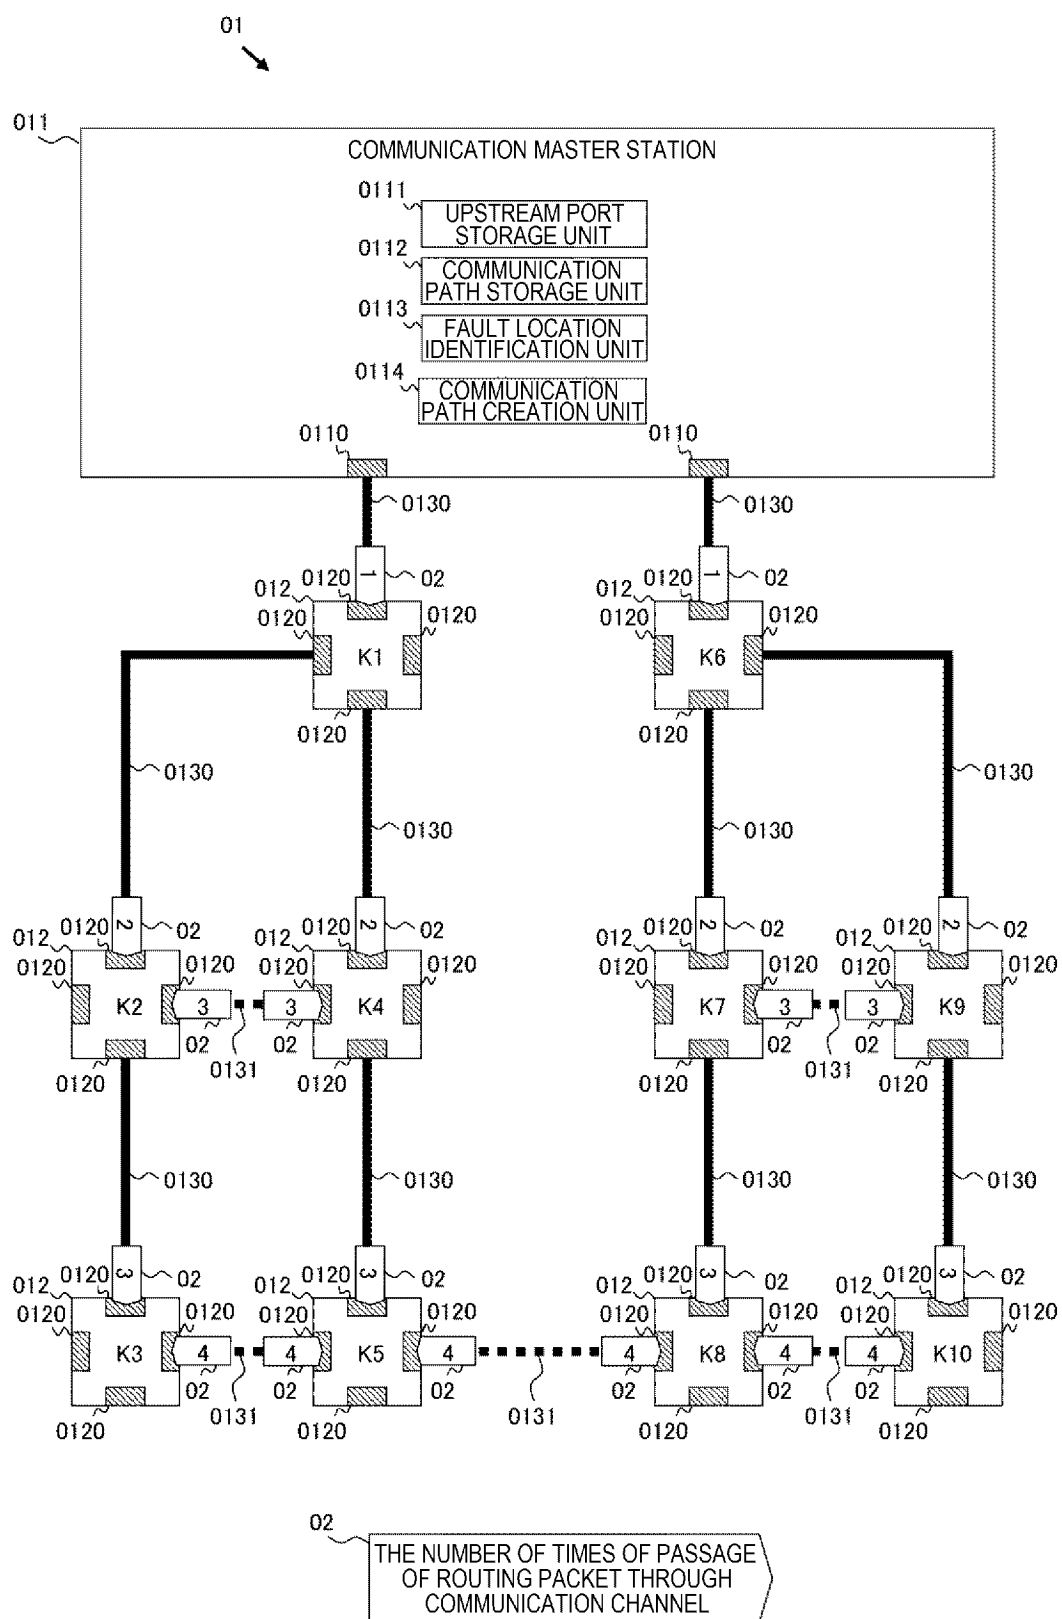 01
011
COMMUNICATION MASTER STATION
0111
UPSTREAM PORT
STORAGE UNIT
0112
COMMUNICATION
PATH STORAGE UNIT
0113
FAULT LOCATION
IDENTIFICATION UNIT
0114
COMMUNICATION
PATH CREATION UNIT
0110 0110
0130 0130
1 02 1 02
012 0120 012 0120
0120 0120 0120 0120
K1 K6
0120 0120
0130 0130
0130 0130
2 02 2 02 2 02 2 02
012 0120 012 0120 012 0120 012 0120
0120 0120 0120 0120 0120 0120 0120 0120
K2 3 3 K4 K7 3 3 K9
02 02 02 02
0120 0131 0120 0120 0131 0120
0130 0130 0130 0130
3 02 3 02 3 02 3 02
012 0120 012 0120 012 0120 012 0120
0120 0120 0120 0120 0120 0120 0120 0120
K3 4 4 K5 4 4 K8 4 4 K10
02 02 02 02 02 02
0120 0131 0120 0131 0120 0131 0120
02
THE NUMBER OF TIMES OF PASSAGE
OF ROUTING PACKET THROUGH
COMMUNICATION CHANNEL